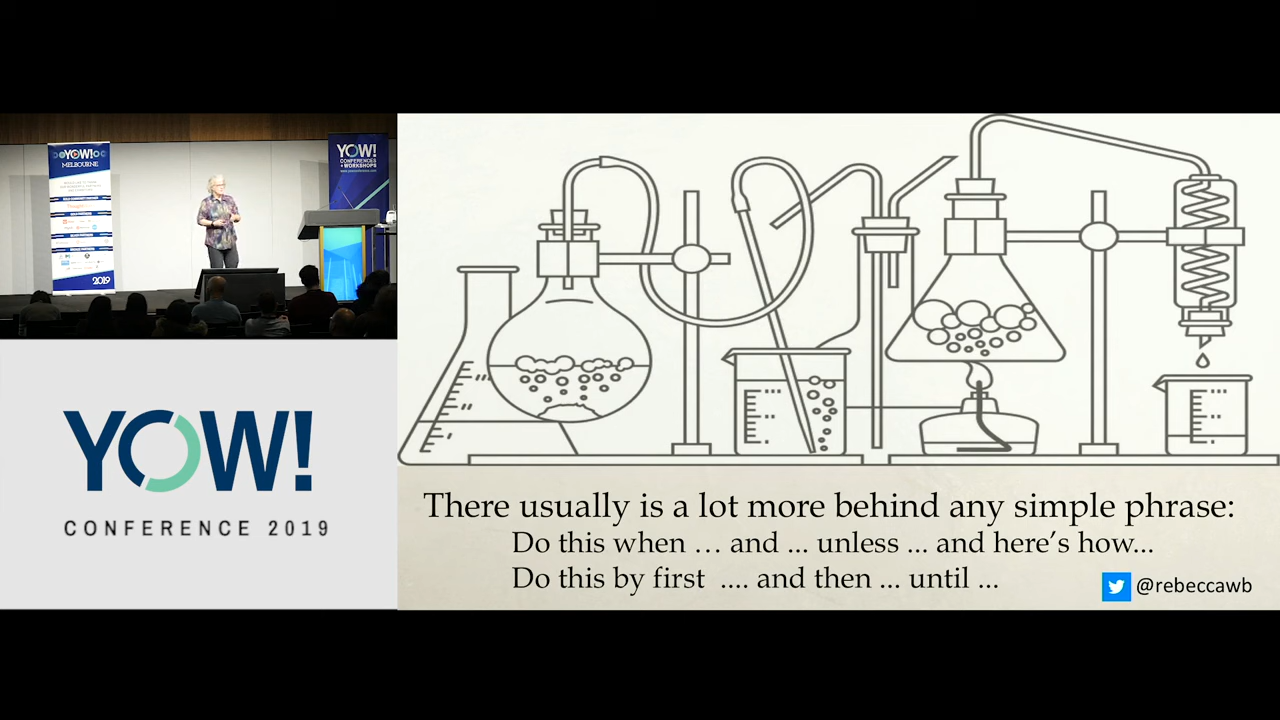 YOW!
MELBOURNE
2019
YOW!
CONFERENCES
+WORKSHOPS
YOW!
CONFERENCE 2019
There usually is a lot more behind any simple phrase:
Do this when ... and ... unless ... and here's how...
Do this by first .... and then ... until ...
@rebeccawb